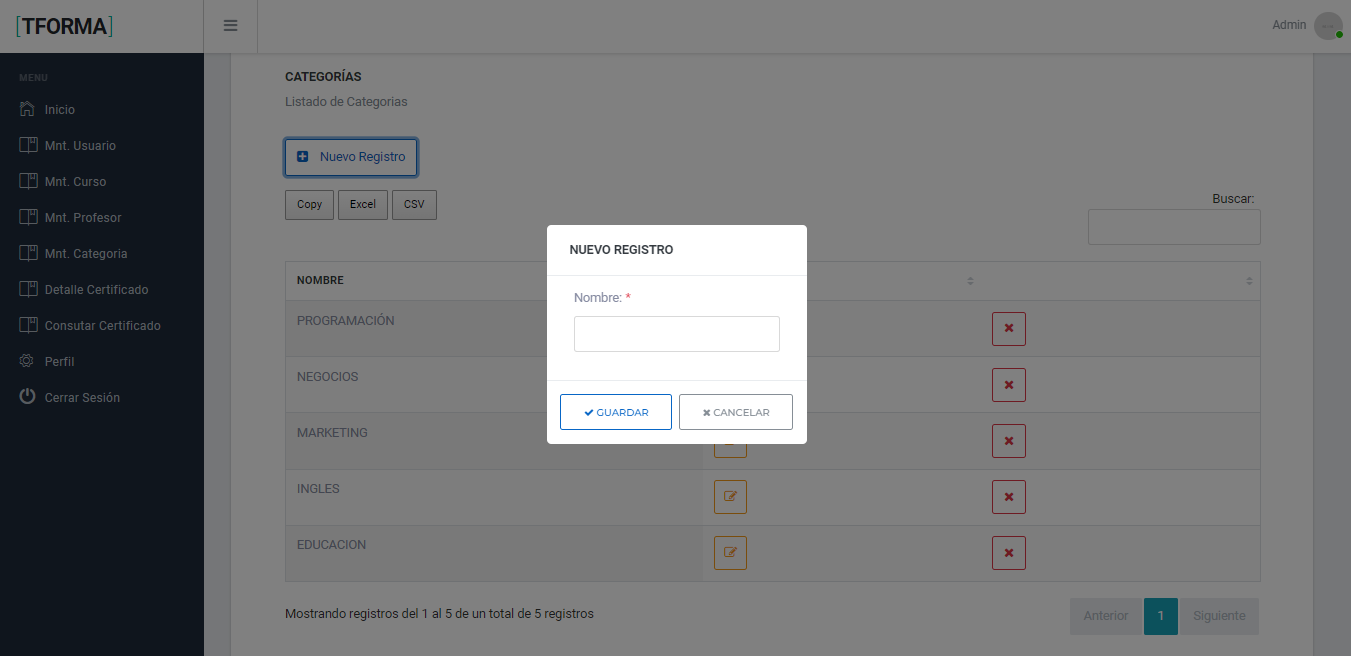 [TFORMA]
Admin
MENU
Inicio
Mnt. Usuario
Mnt. Curso
Mnt. Profesor
Mnt. Categoria
Detalle Certificado
Consutar Certificado
Perfil
Cerrar Sesión
CATEGORÍAS
Listado de Categorias
Nuevo Registro
Copy Excel CSV
Buscar:
NOMBRE
PROGRAMACIÓN
NEGOCIOS
MARKETING
INGLES
EDUCACION
Mostrando registros del 1 al 5 de un total de 5 registros
Anterior 1 Siguiente
NUEVO REGISTRO
Nombre: *
GUARDAR
CANCELAR